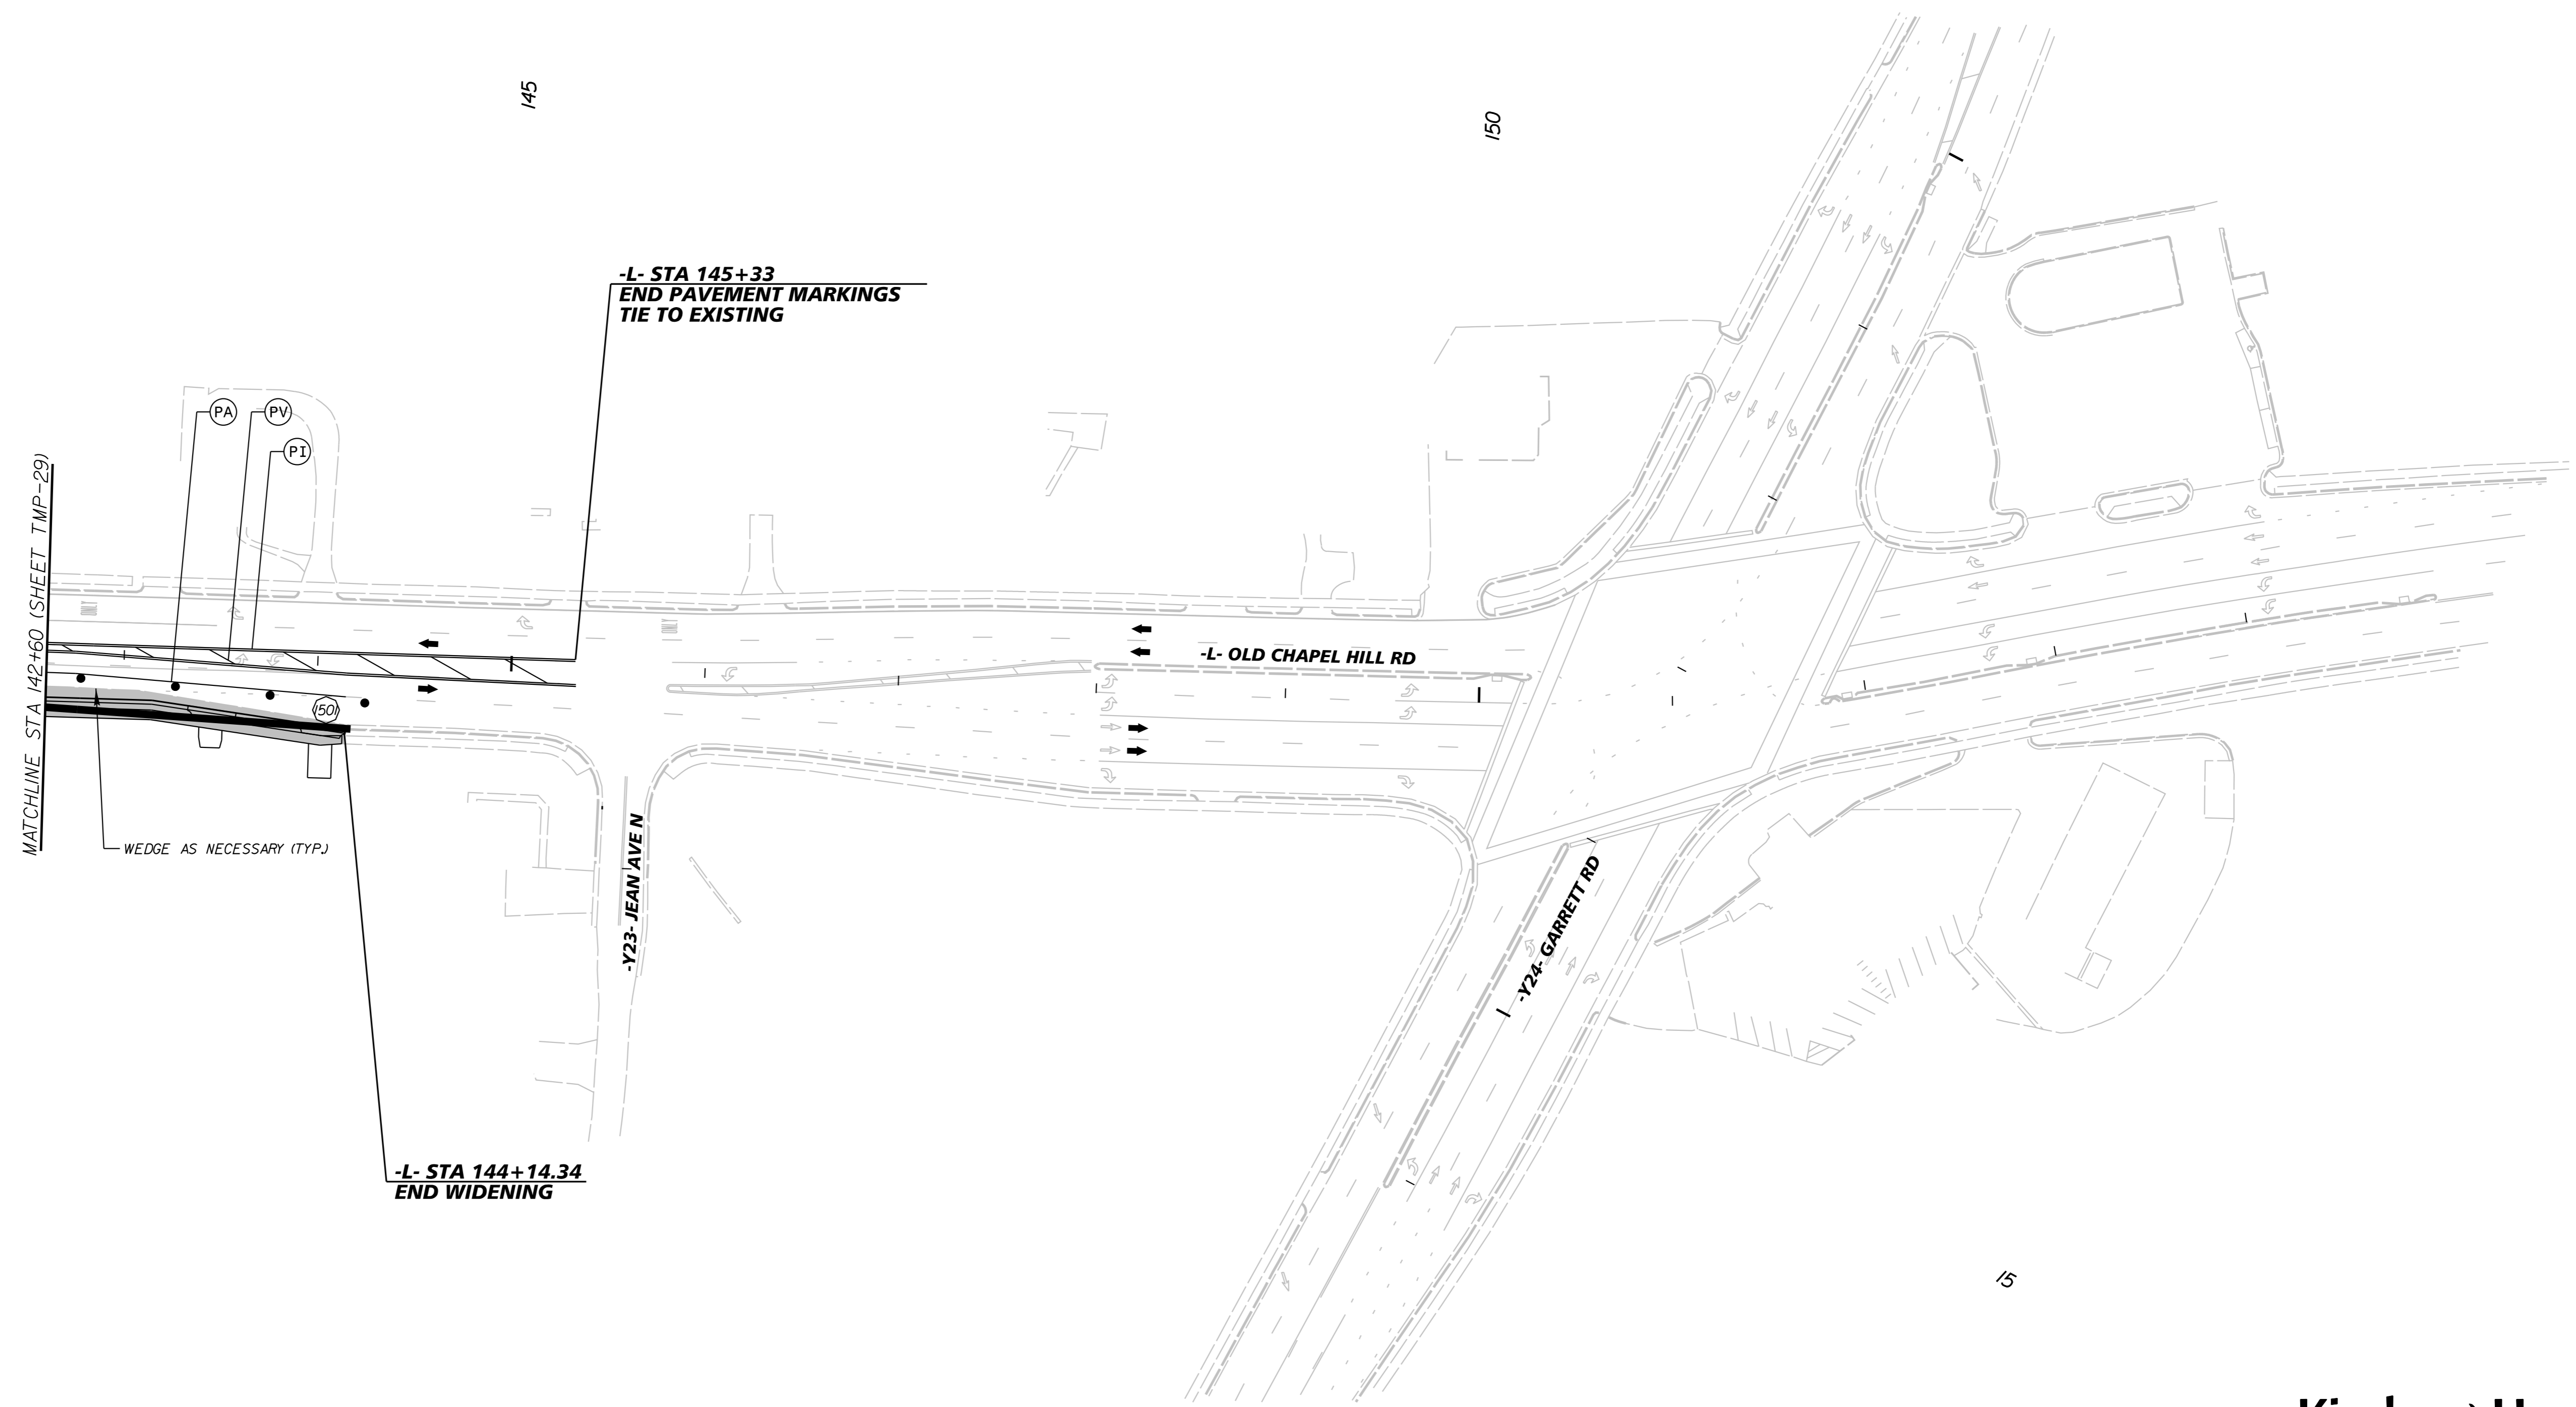 145
150
-L- STA 145+33
END PAVEMENT MARKINGS
TIE TO EXISTING
PA
PV
PI
MATCHLINE STA 142+60 (SHEET TMP-29)
-L- OLD CHAPEL HILL RD
150
WEDGE AS NECESSARY (TYP.)
-Y23- JEAN AVE N
-Y24- GARRETT RD
-L- STA 144+14.34
END WIDENING
15